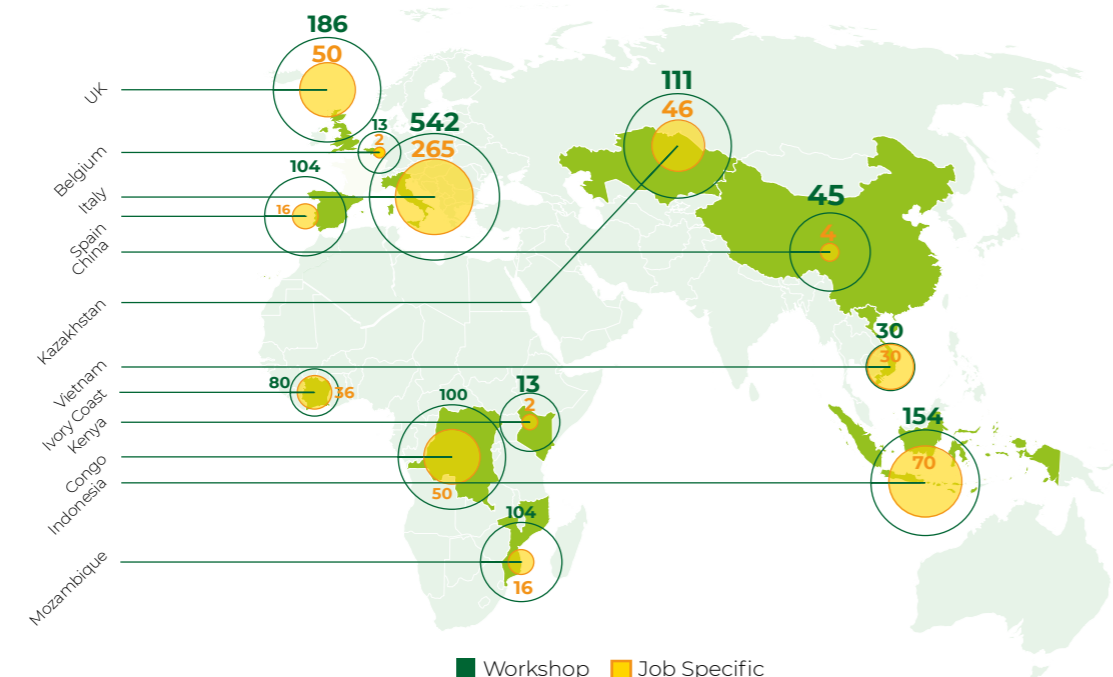 186
50
UK
13
2
Belgium
542
265
Italy
104
16
Spain
111
46
45
4
China
Kazakhstan
30
30
Vietnam
80
36
Ivory Coast
13
2
Kenya
100
50
Congo
154
70
Indonesia
104
16
Mozambique
Workshop
Job Specific